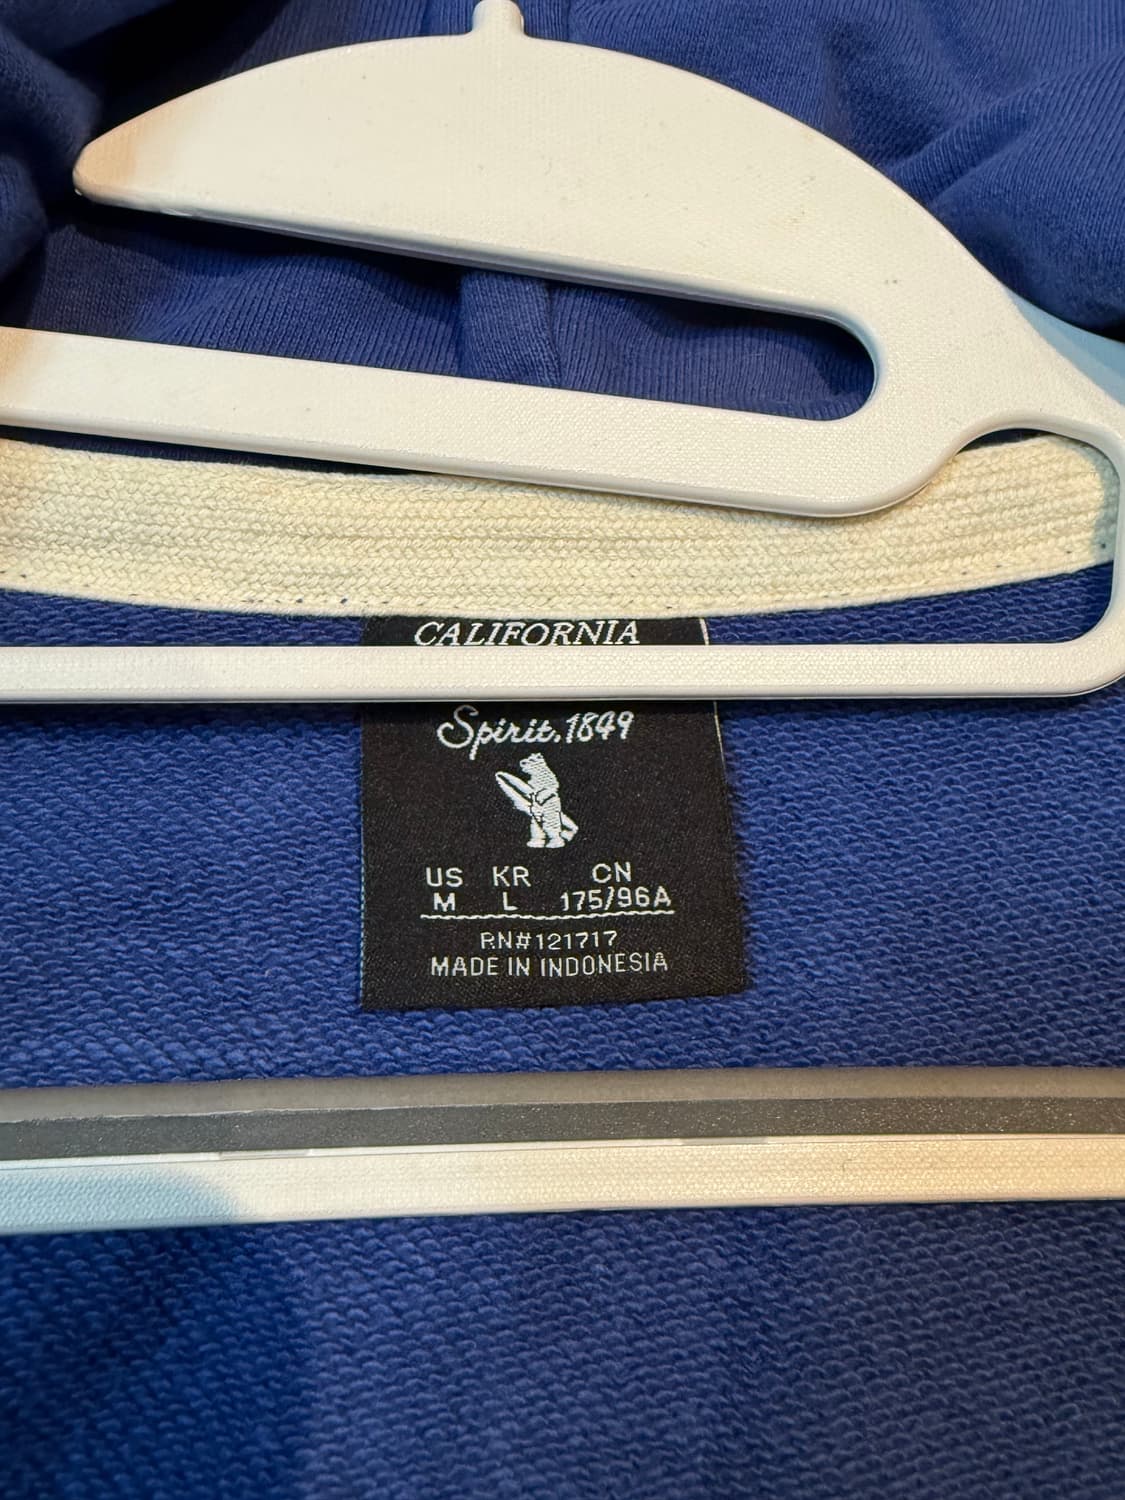 CALIFORNIA
Spirit.1849
US KR CN
M L 175/96A
RN#121717
MADE IN INDONESIA